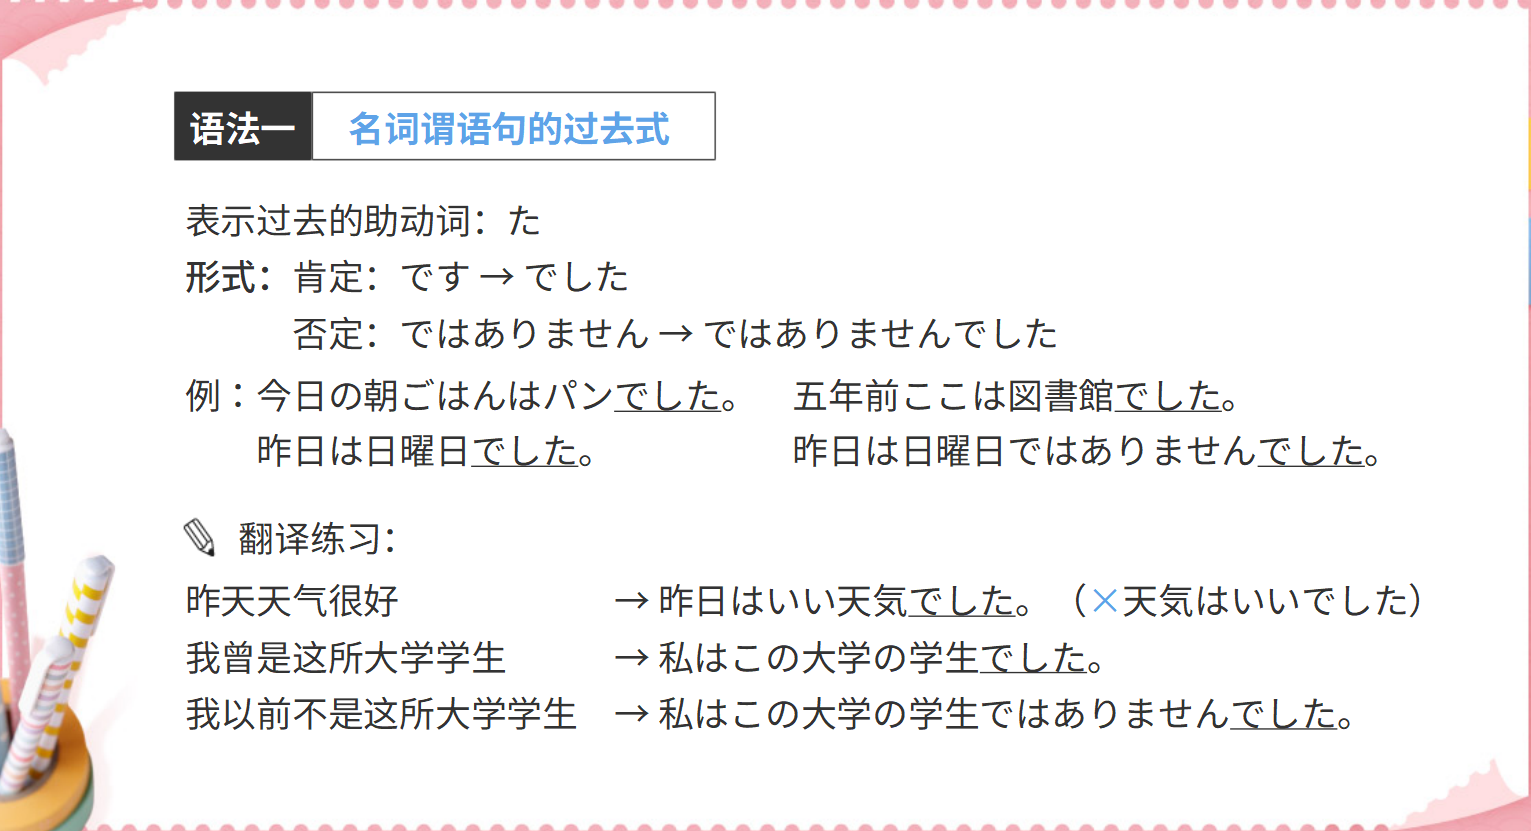 语法一 名词谓语句的过去式
表示过去的助动词：た
形式：肯定：です → でした
否定：ではありません → ではありませんでした
例：今日の朝ごはんはパンでした。 五年前ここは図書館でした。
昨日は日曜日でした。 昨日は日曜日ではありませんでした。
翻译练习：
昨天天气很好 → 昨日はいい天気でした。（×天気はいいでした）
我曾是这所大学学生 → 私はこの大学の学生でした。
我以前不是这所大学学生 → 私はこの大学の学生ではありませんでした。